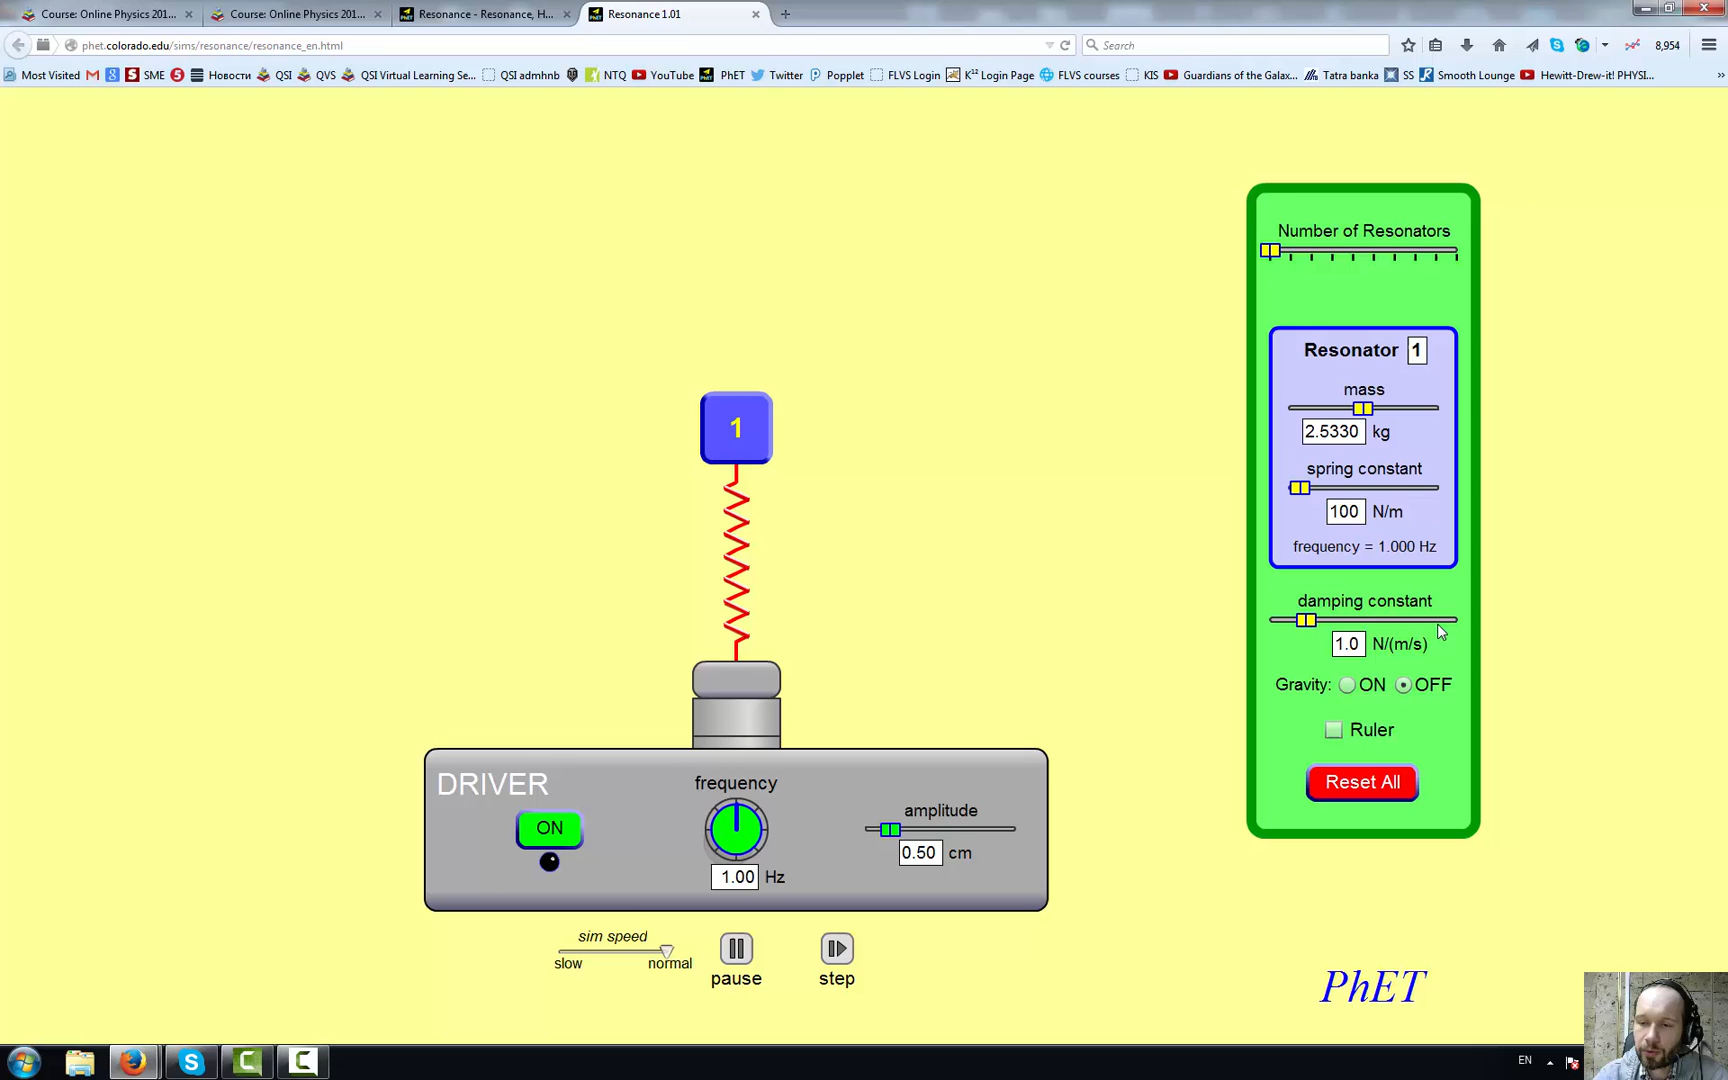 Course: Online Physics 201...
Course: Online Physics 201...
Resonance - Resonance, H...
Resonance 1.01
phet.colorado.edu/sims/resonance/resonance_en.html
Search
8,954
Most Visited
SME
Новости
QSI
QVS
QSI Virtual Learning Se...
QSI admhnb
NTQ
YouTube
PhET
Twitter
Popplet
FLVS Login
K12 Login Page
FLVS courses
KIS
Guardians of the Galax...
Tatra banka
SS
Smooth Lounge
Hewitt-Drew-it! PHYSI...
Number of Resonators
Resonator 1
mass
2.5330 kg
spring constant
100 N/m
frequency = 1.000 Hz
damping constant
1.0 N/(m/s)
Gravity: ON OFF
Ruler
Reset All
1
DRIVER
ON
frequency
1.00 Hz
amplitude
0.50 cm
sim speed
slow
normal
pause
step
PhET
EN